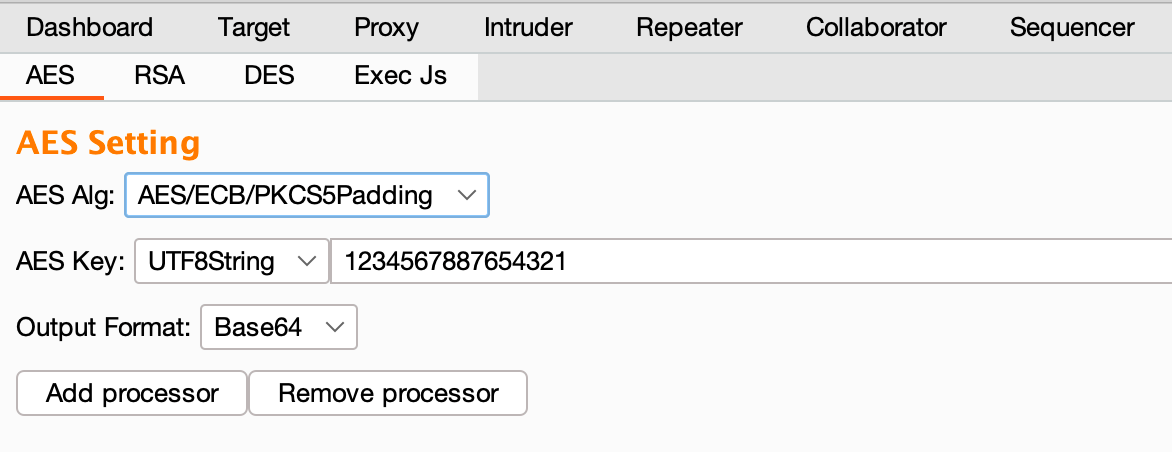 Dashboard Target Proxy Intruder Repeater Collaborator Sequencer
AES RSA DES Exec Js
AES Setting
AES Alg: AES/ECB/PKCS5Padding
AES Key: UTF8String 1234567887654321
Output Format: Base64
Add processor Remove processor